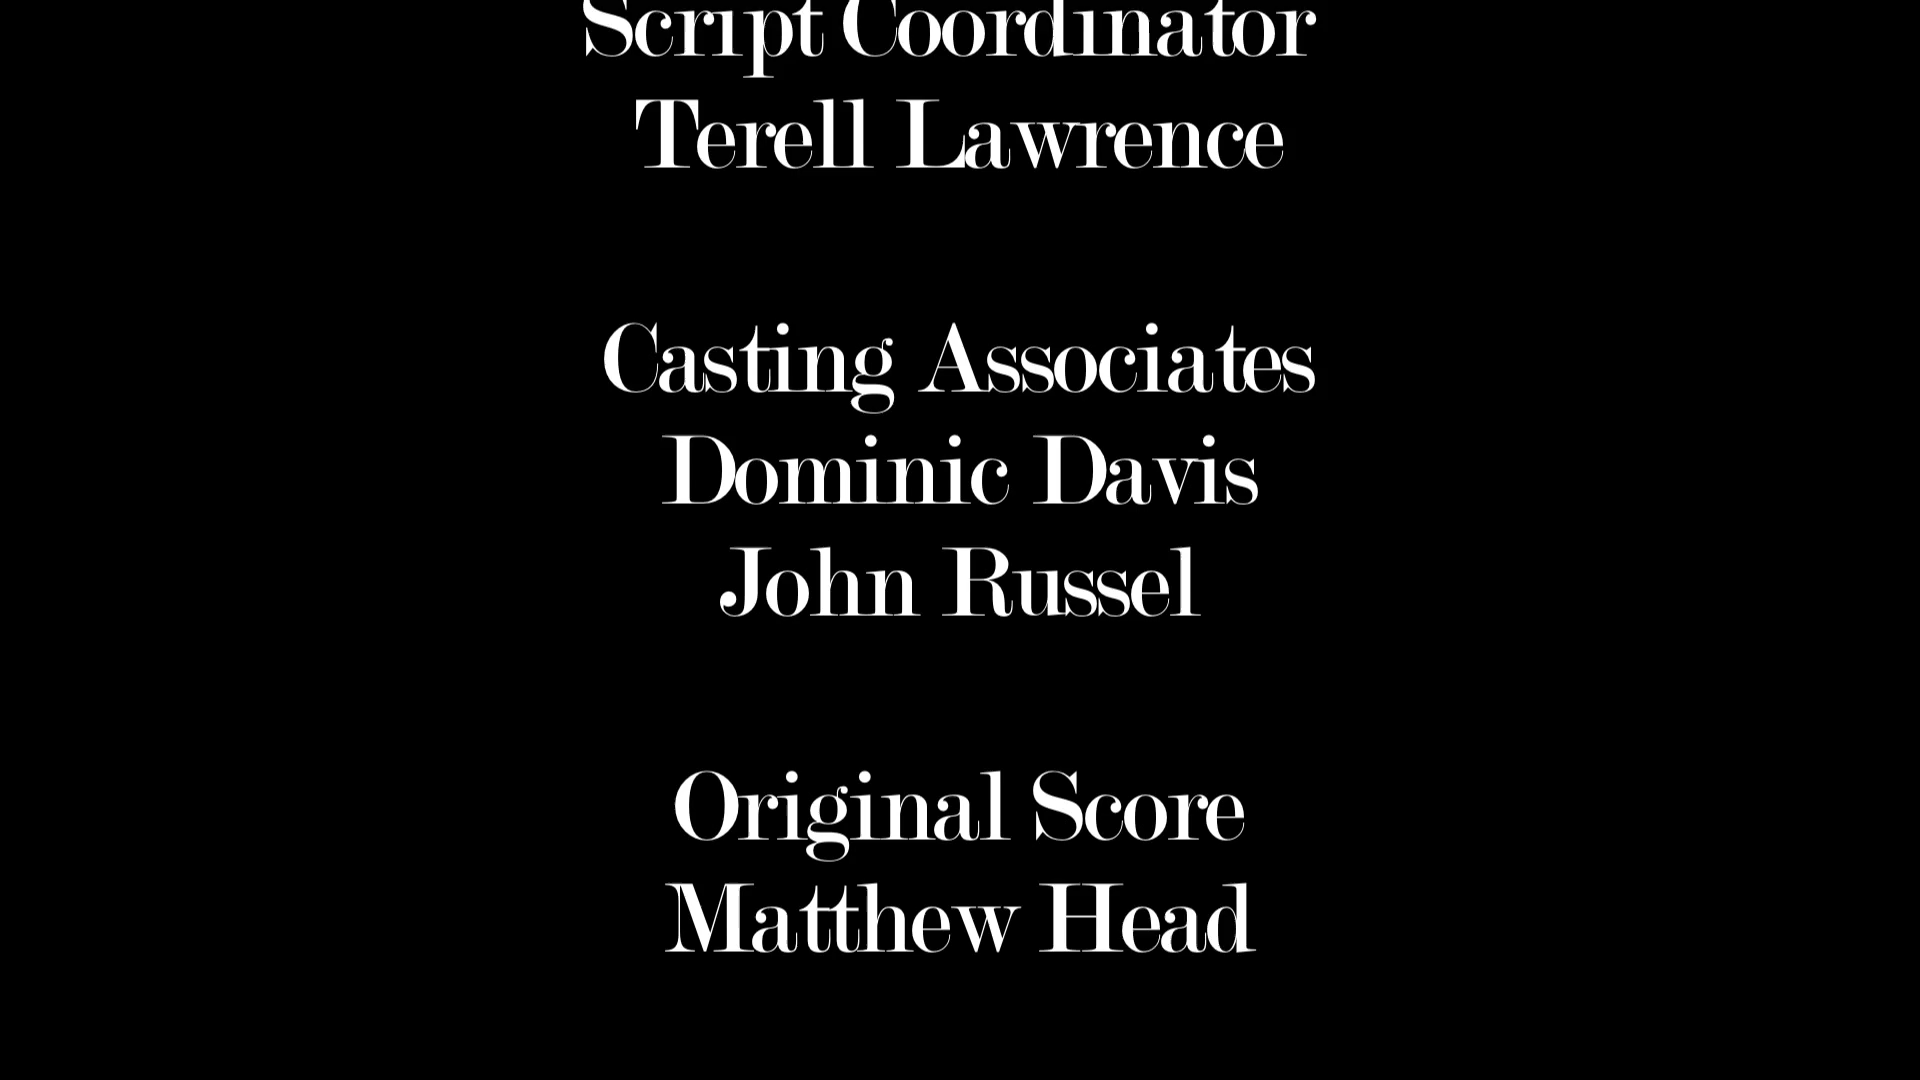 Script Coordinator
Terell Lawrence
Casting Associates
Dominic Davis
John Russel
Original Score
Matthew Head